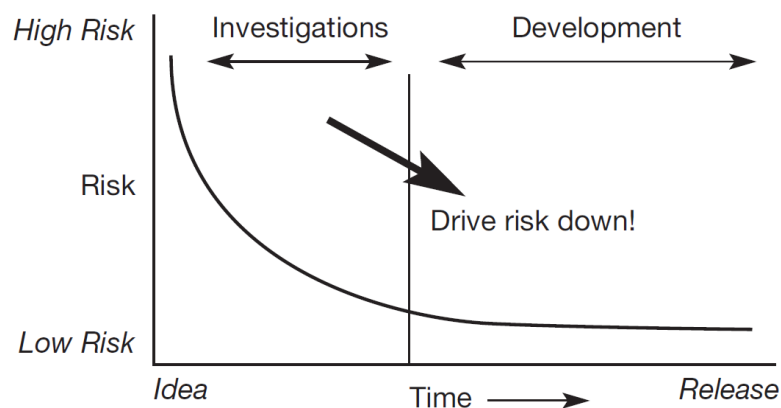 High Risk
Investigations
Development
Risk
Drive risk down!
Low Risk
Idea
Time
Release